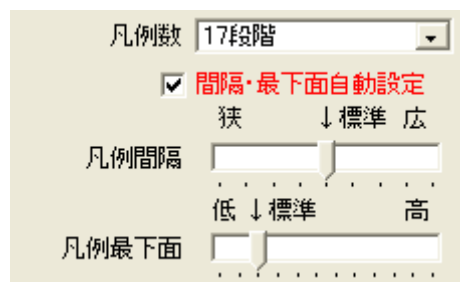 凡例数 17段階
間隔・最下面自動設定
狭 ↓標準 広
凡例間隔
低 ↓標準 高
凡例最下面